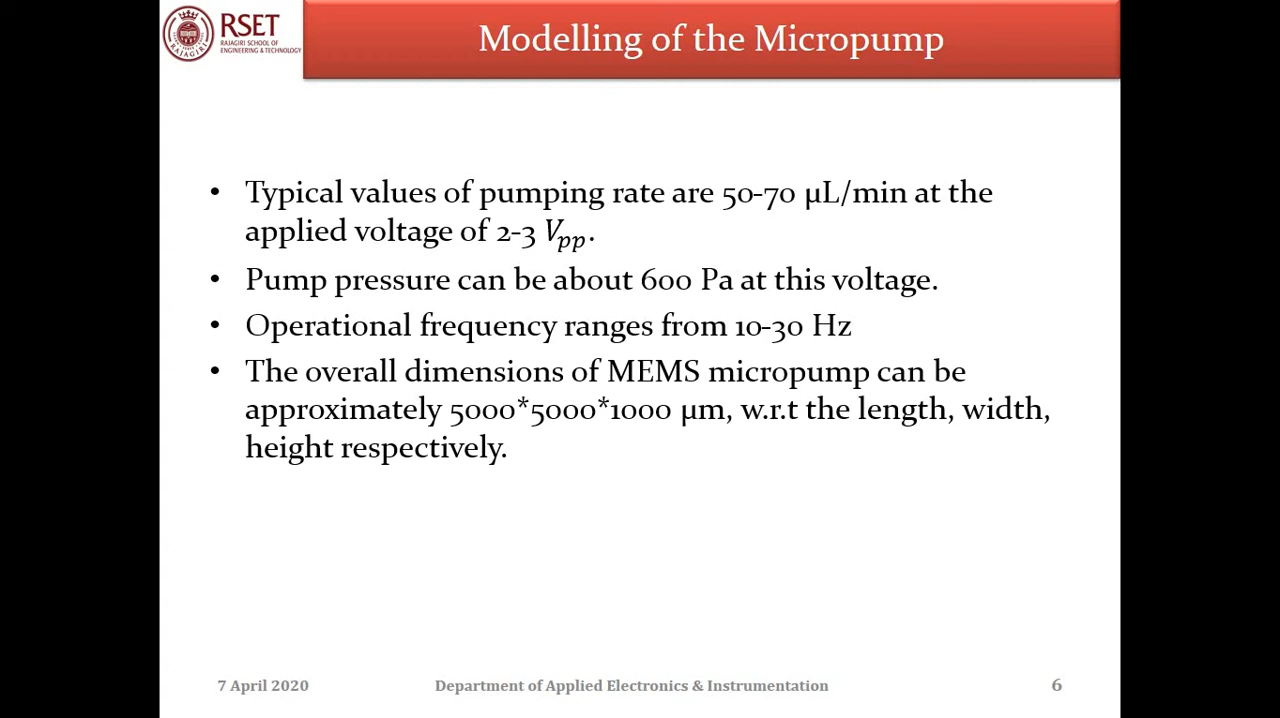 RSET
RAJAGIRI SCHOOL OF
ENGINEERING & TECHNOLOGY
Modelling of the Micropump
• Typical values of pumping rate are 50-70 µL/min at the
applied voltage of 2-3 Vpp.
• Pump pressure can be about 600 Pa at this voltage.
• Operational frequency ranges from 10-30 Hz
• The overall dimensions of MEMS micropump can be
approximately 5000*5000*1000 µm, w.r.t the length, width,
height respectively.
7 April 2020
Department of Applied Electronics & Instrumentation
6